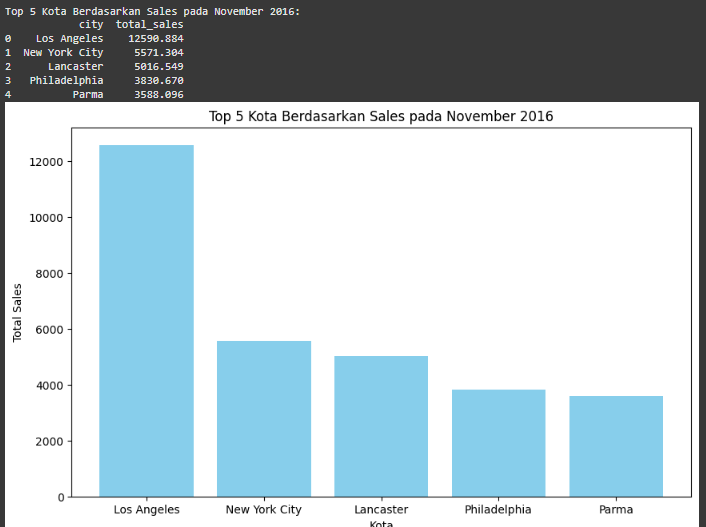 Top 5 Kota Berdasarkan Sales pada November 2016:
city total_sales
0 Los Angeles 12590.884
1 New York City 5571.304
2 Lancaster 5016.549
3 Philadelphia 3830.670
4 Parma 3588.096
Top 5 Kota Berdasarkan Sales pada November 2016
Total Sales
12000
10000
8000
6000
4000
2000
0
Los Angeles New York City Lancaster Philadelphia Parma
Kota